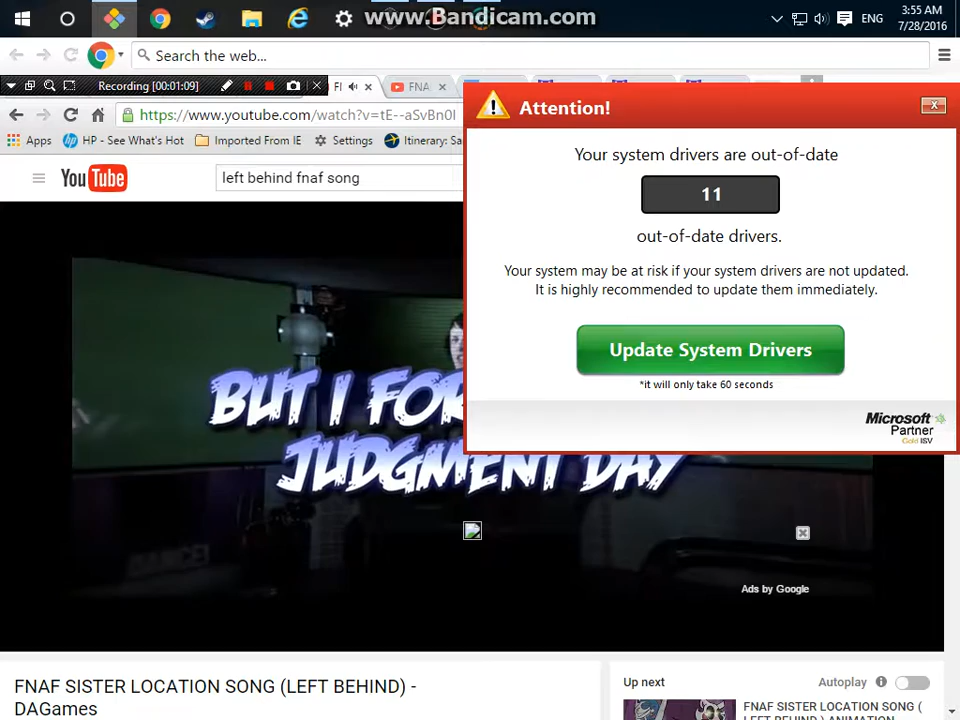 www.Bandicam.com
ENG
3:55 AM
7/28/2016
Search the web...
Recording [00:01:09]
FNA
https://www.youtube.com/watch?v=tE--aSvBn0I
Apps
HP - See What's Hot
Imported From IE
Settings
Itinerary: Sa
YouTube
left behind fnaf song
Attention!
Your system drivers are out-of-date
11
out-of-date drivers.
Your system may be at risk if your system drivers are not updated.
It is highly recommended to update them immediately.
Update System Drivers
*it will only take 60 seconds
Microsoft
Partner
Gold ISV
BUT I FOR
JUDGMENT DAY
Ads by Google
FNAF SISTER LOCATION SONG (LEFT BEHIND) -
DAGames
Up next
Autoplay
FNAF SISTER LOCATION SONG (
LEFT BEHIND ) ANIMATION